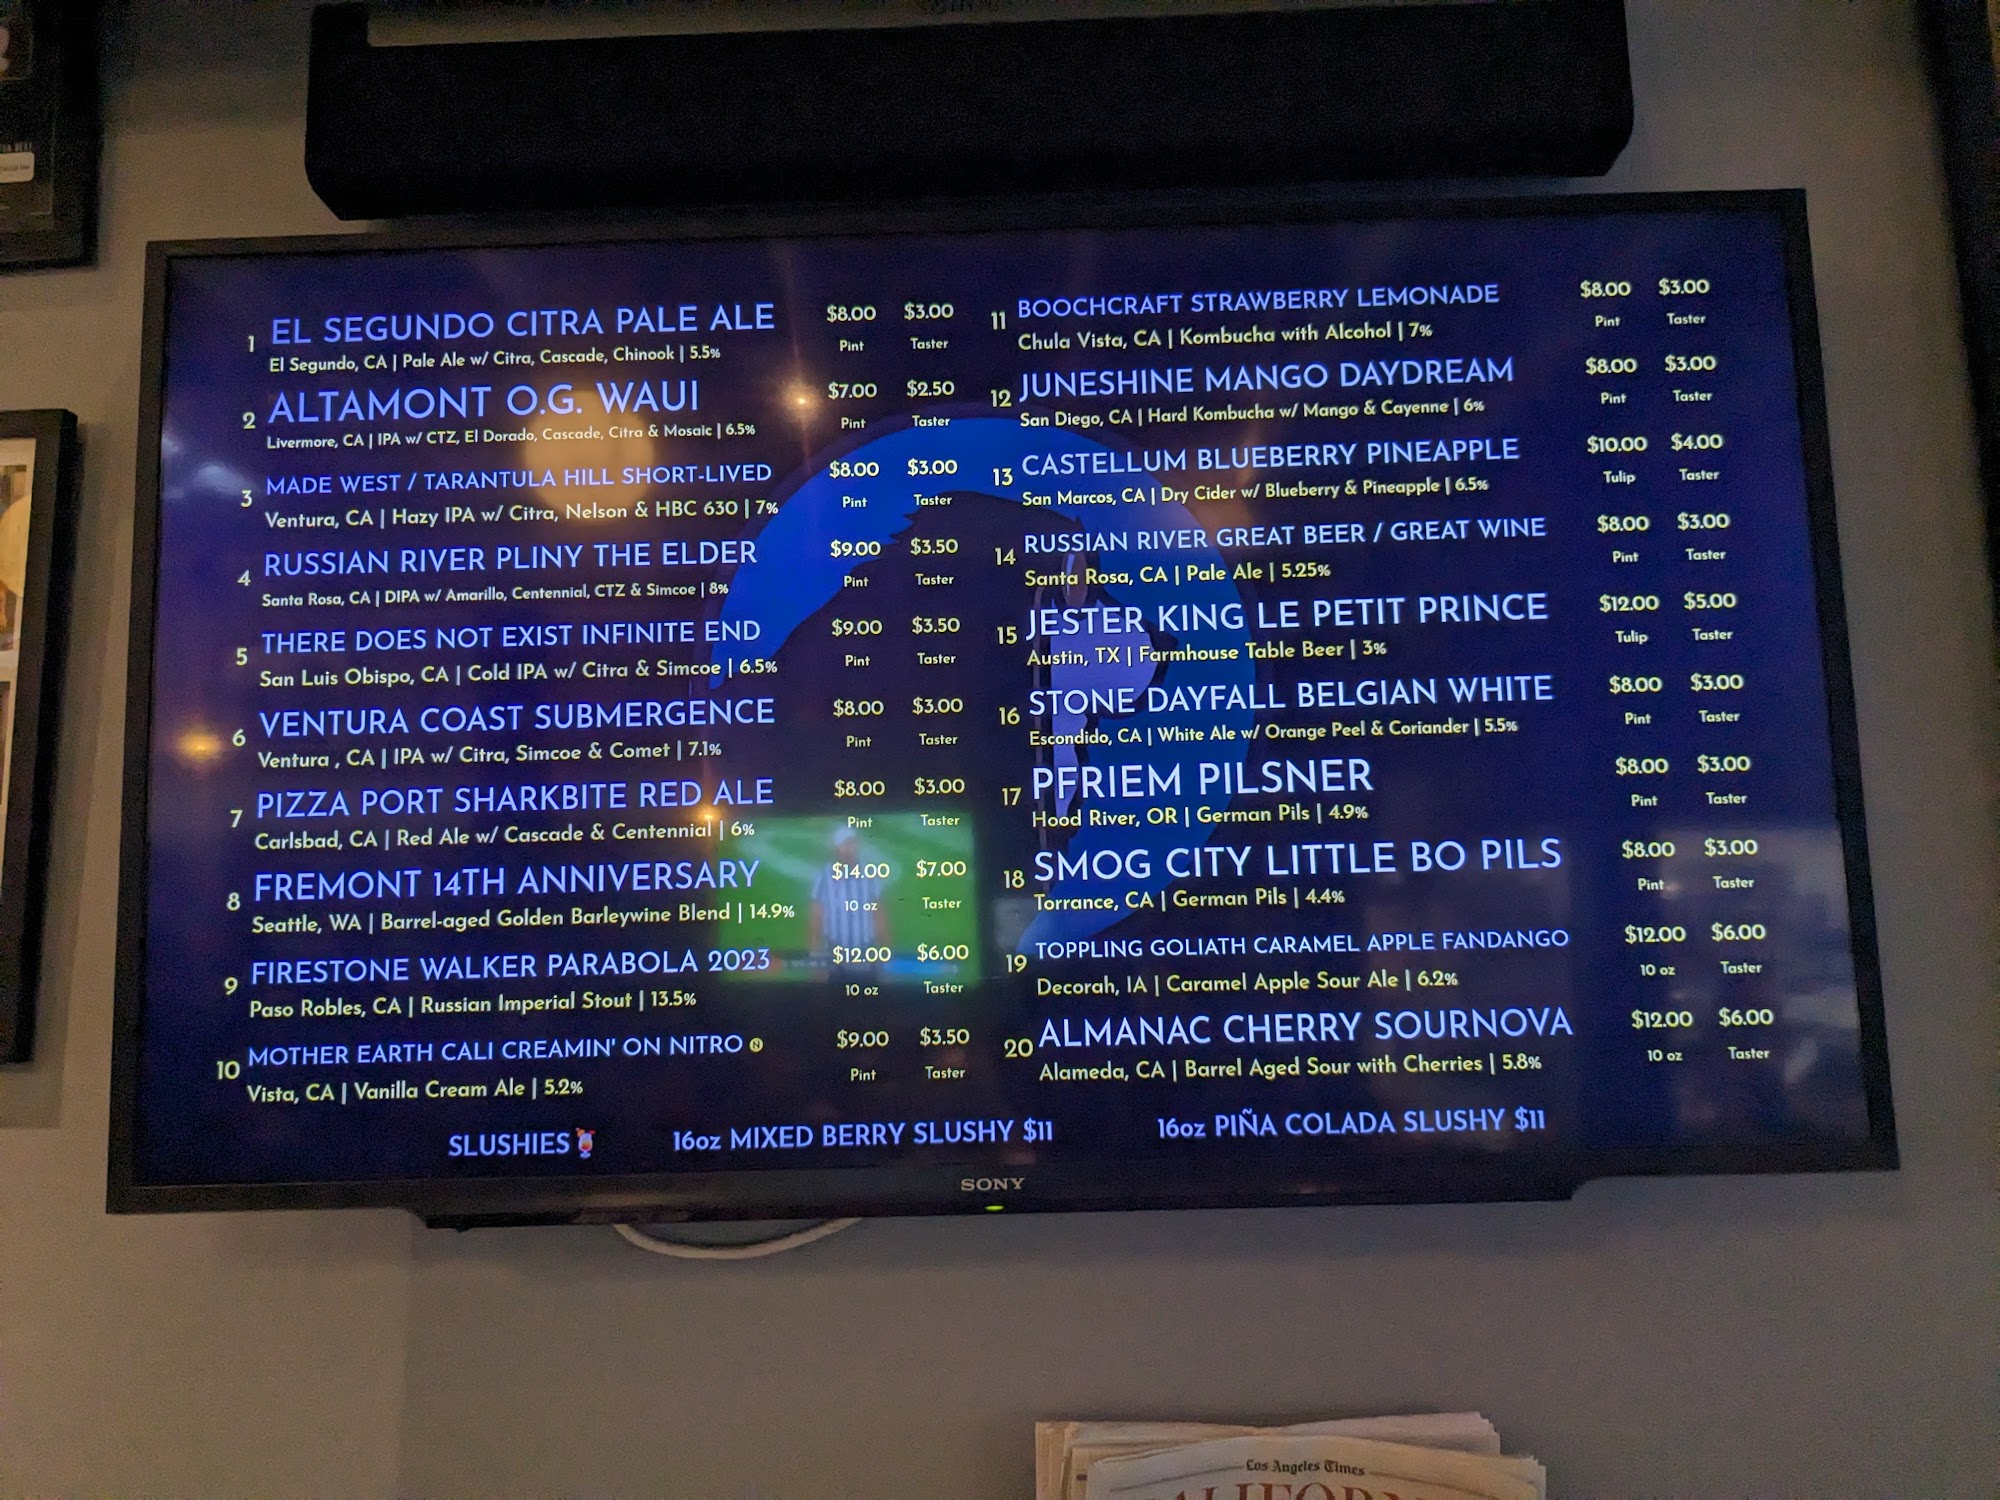 1 EL SEGUNDO CITRA PALE ALE $8.00 $3.00
El Segundo, CA | Pale Ale w/ Citra, Cascade, Chinook | 5.5% Pint Taster
2 ALTAMONT O.G. WAUI $7.00 $2.50
Livermore, CA | IPA w/ CTZ, El Dorado, Cascade, Citra & Mosaic | 6.5% Pint Taster
3 MADE WEST / TARANTULA HILL SHORT-LIVED $8.00 $3.00
Ventura, CA | Hazy IPA w/ Citra, Nelson & HBC 630 | 7% Pint Taster
4 RUSSIAN RIVER PLINY THE ELDER $9.00 $3.50
Santa Rosa, CA | DIPA w/ Amarillo, Centennial, CTZ & Simcoe | 8% Pint Taster
5 THERE DOES NOT EXIST INFINITE END $9.00 $3.50
San Luis Obispo, CA | Cold IPA w/ Citra & Simcoe | 6.5% Pint Taster
6 VENTURA COAST SUBMERGENCE $8.00 $3.00
Ventura , CA | IPA w/ Citra, Simcoe & Comet | 7.1% Pint Taster
7 PIZZA PORT SHARKBITE RED ALE $8.00 $3.00
Carlsbad, CA | Red Ale w/ Cascade & Centennial | 6% Pint Taster
8 FREMONT 14TH ANNIVERSARY $14.00 $7.00
Seattle, WA | Barrel-aged Golden Barleywine Blend | 14.9% 10 oz Taster
9 FIRESTONE WALKER PARABOLA 2023 $12.00 $6.00
Paso Robles, CA | Russian Imperial Stout | 13.5% 10 oz Taster
10 MOTHER EARTH CALI CREAMIN' ON NITRO N $9.00 $3.50
Vista, CA | Vanilla Cream Ale | 5.2% Pint Taster
11 BOOCHCRAFT STRAWBERRY LEMONADE $8.00 $3.00
Chula Vista, CA | Kombucha with Alcohol | 7% Pint Taster
12 JUNESHINE MANGO DAYDREAM $8.00 $3.00
San Diego, CA | Hard Kombucha w/ Mango & Cayenne | 6% Pint Taster
13 CASTELLUM BLUEBERRY PINEAPPLE $10.00 $4.00
San Marcos, CA | Dry Cider w/ Blueberry & Pineapple | 6.5% Tulip Taster
14 RUSSIAN RIVER GREAT BEER / GREAT WINE $8.00 $3.00
Santa Rosa, CA | Pale Ale | 5.25% Pint Taster
15 JESTER KING LE PETIT PRINCE $12.00 $5.00
Austin, TX | Farmhouse Table Beer | 3% Tulip Taster
16 STONE DAYFALL BELGIAN WHITE $8.00 $3.00
Escondido, CA | White Ale w/ Orange Peel & Coriander | 5.5% Pint Taster
17 PFRIEM PILSNER $8.00 $3.00
Hood River, OR | German Pils | 4.9% Pint Taster
18 SMOG CITY LITTLE BO PILS $8.00 $3.00
Torrance, CA | German Pils | 4.4% Pint Taster
19 TOPPLING GOLIATH CARAMEL APPLE FANDANGO $12.00 $6.00
Decorah, IA | Caramel Apple Sour Ale | 6.2% 10 oz Taster
20 ALMANAC CHERRY SOURNOVA $12.00 $6.00
Alameda, CA | Barrel Aged Sour with Cherries | 5.8% 10 oz Taster
SLUSHIES 16oz MIXED BERRY SLUSHY $11 16oz PIÑA COLADA SLUSHY $11
SONY
Los Angeles Times